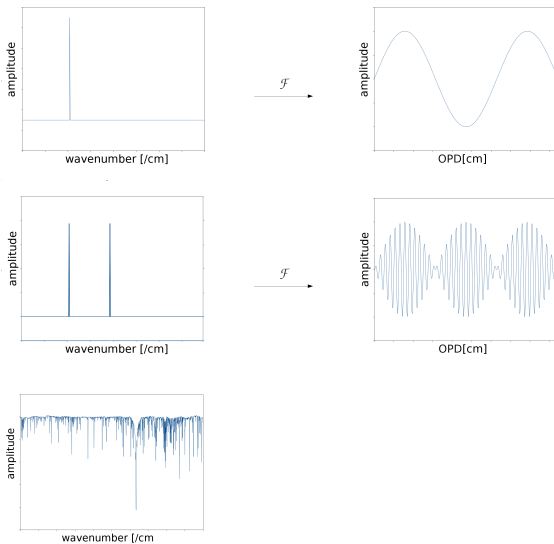 amplitude
wavenumber [/cm]
ℱ
amplitude
OPD[cm]
amplitude
wavenumber [/cm]
ℱ
amplitude
OPD[cm]
amplitude
wavenumber [/cm